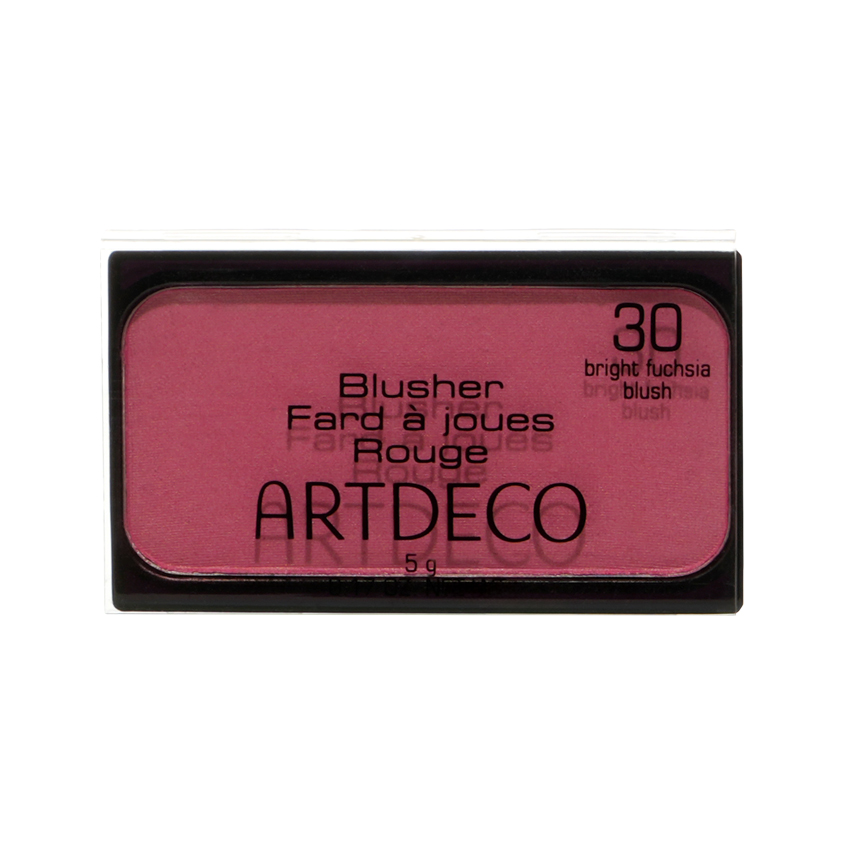 30
bright fuchsia
blush
Blusher
Fard à joues
Rouge
ARTDECO
5 g